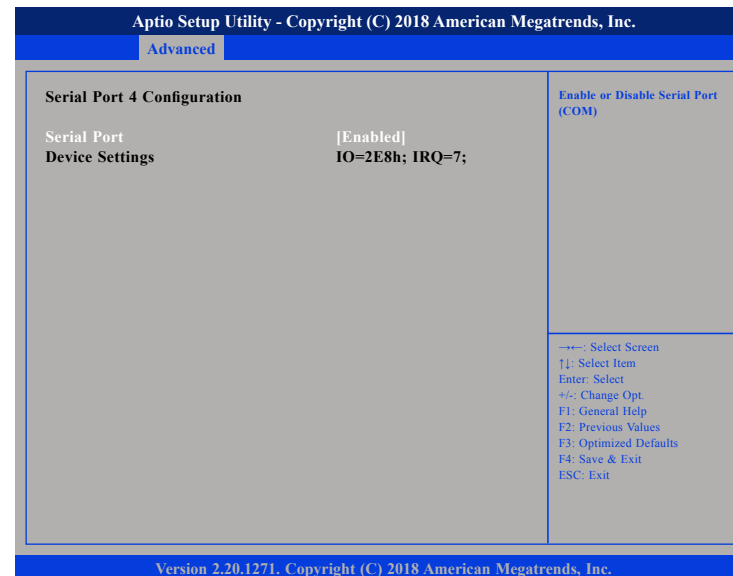 Aptio Setup Utility - Copyright (C) 2018 American Megatrends, Inc.
Advanced
Serial Port 4 Configuration
Serial Port [Enabled]
Device Settings IO=2E8h; IRQ=7;
Enable or Disable Serial Port
(COM)
→←: Select Screen
↑↓: Select Item
Enter: Select
+/-: Change Opt.
F1: General Help
F2: Previous Values
F3: Optimized Defaults
F4: Save & Exit
ESC: Exit
Version 2.20.1271. Copyright (C) 2018 American Megatrends, Inc.